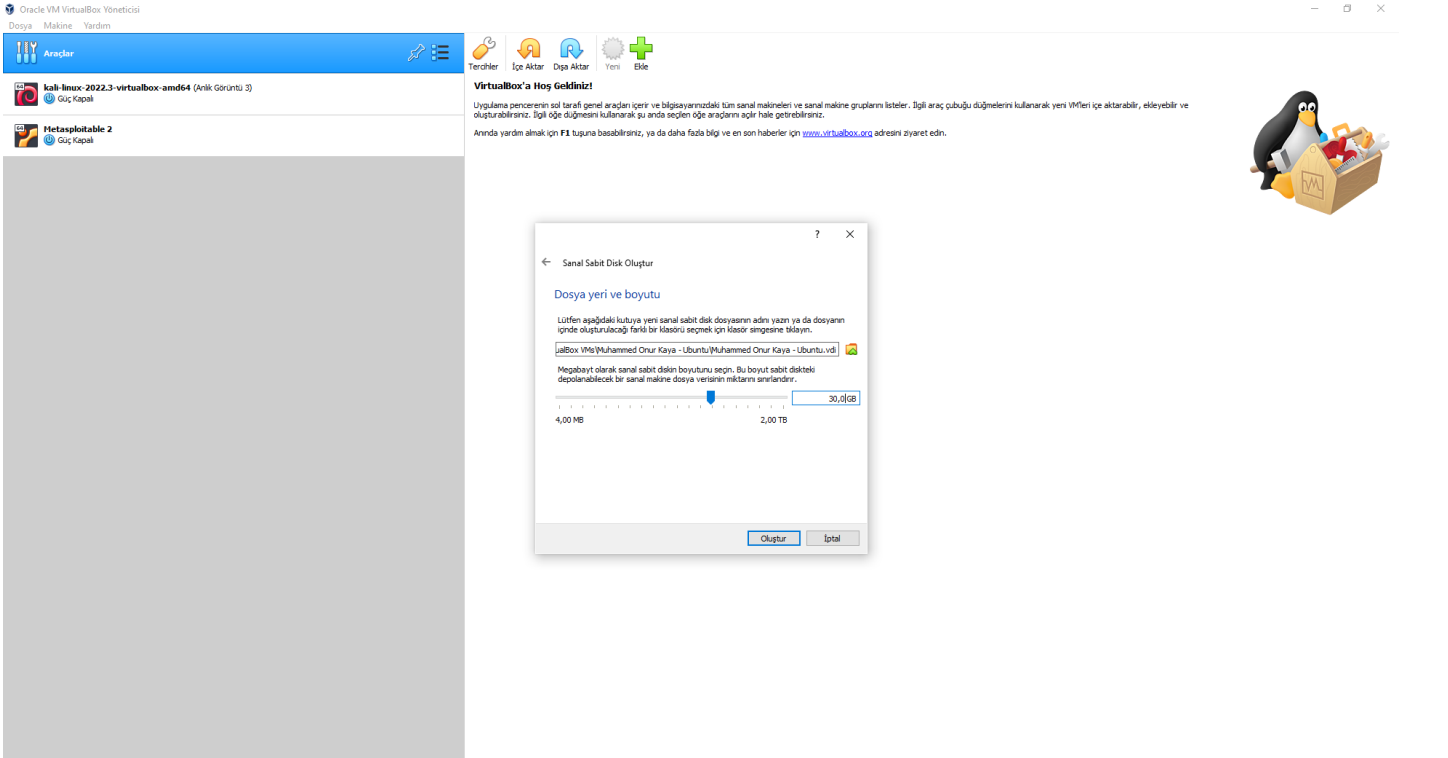 Oracle VM VirtualBox Yöneticisi
Dosya Makine Yardım
Araçlar
Tercihler İçe Aktar Dışa Aktar Yeni Ekle
64 kali-linux-2022.3-virtualbox-amd64 (Anlık Görüntü 3)
Güç Kapalı
64 Metasploitable 2
Güç Kapalı
VirtualBox'a Hoş Geldiniz!
Uygulama pencerenin sol tarafı genel araçları içerir ve bilgisayarınızdaki tüm sanal makineleri ve sanal makine gruplarını listeler. İlgili araç çubuğu düğmelerini kullanarak yeni VM'leri içe aktarabilir, ekleyebilir ve
oluşturabilirsiniz. İlgili öğe düğmesini kullanarak şu anda seçilen öğe araçlarını açılır hale getirebilirsiniz.
Anında yardım almak için F1 tuşuna basabilirsiniz, ya da daha fazla bilgi ve en son haberler için www.virtualbox.org adresini ziyaret edin.
?
Sanal Sabit Disk Oluştur
Dosya yeri ve boyutu
Lütfen aşağıdaki kutuya yeni sanal sabit disk dosyasının adını yazın ya da dosyanın
içinde oluşturulacağı farklı bir klasörü seçmek için klasör simgesine tıklayın.
ualBox VMs\Muhammed Onur Kaya - Ubuntu\Muhammed Onur Kaya - Ubuntu.vdi
Megabayt olarak sanal sabit diskin boyutunu seçin. Bu boyut sabit diskteki
depolanabilecek bir sanal makine dosya verisinin miktarını sınırlandırır.
30,0 GB
4,00 MB 2,00 TB
Oluştur İptal